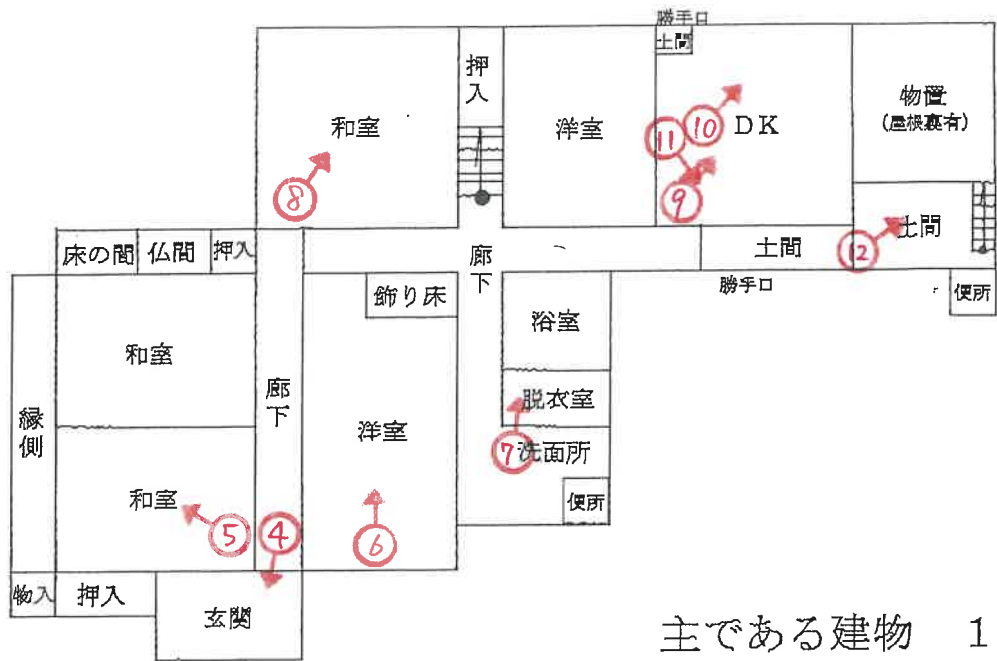 勝手口
土間
押入
物置
(屋根裏有)
和室
洋室
DK
⑩
⑪
⑧
⑨
土間
⑫
土間
床の間
仏間
押入
廊下
勝手口
便所
飾り床
浴室
和室
縁側
廊下
洋室
脱衣室
⑦
洗面所
和室
⑤
④
⑥
便所
物入
押入
玄関
主である建物 1